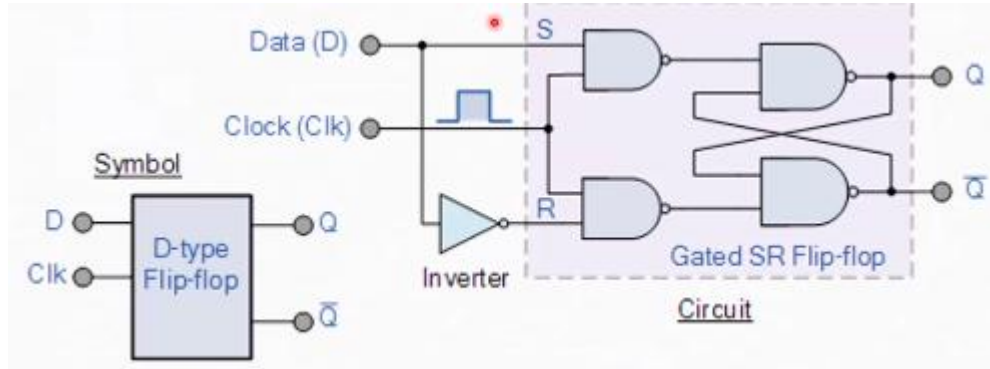 Data (D)
S
Q
Clock (Clk)
Symbol
D
Q
D-type
Flip-flop
Clk
Q̅
R
Inverter
Q̅
Gated SR Flip-flop
Circuit